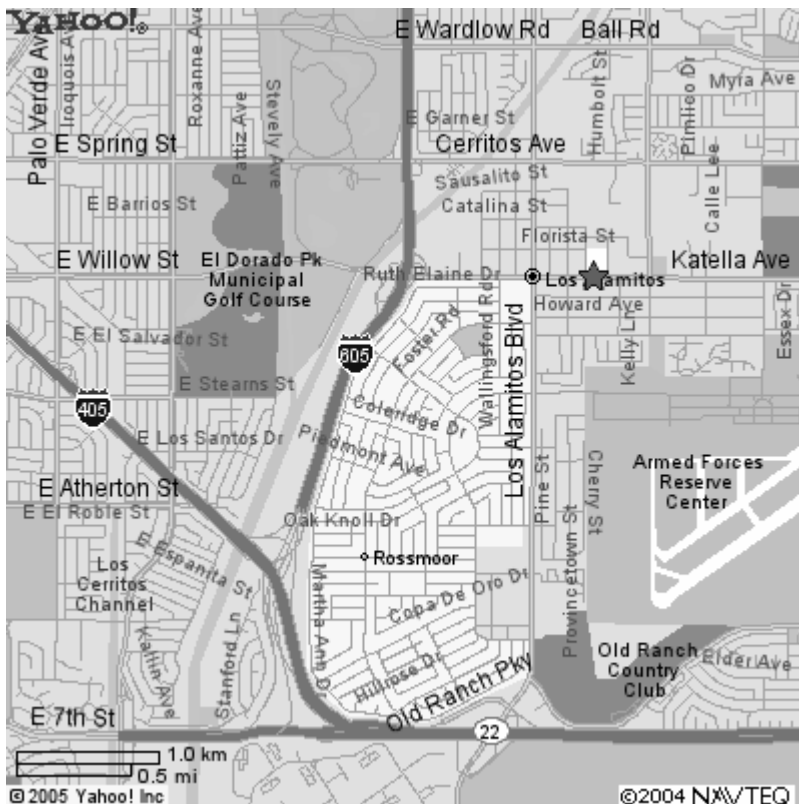 YAHOO!
E Wardlow Rd
Ball Rd
Palo Verde Av
Iroquois Av
Roxanne Ave
Pattiz Ave
Stevely Ave
Myra Ave
Humbolt St
Pimlico Dr
E Garner St
E Spring St
Cerritos Ave
Sausalito St
Calle Lee
E Barrios St
Catalina St
Florista St
E Willow St
El Dorado Pk
Municipal
Golf Course
Ruth Elaine Dr
Los Alamitos
Katella Ave
Howard Ave
Essex Dr
E El Salvador St
Foster Rd
Wallingsford Rd
Los Alamitos Blvd
Kelly Ln
605
E Stearns St
405
Coleridge Dr
E Los Santos Dr
Piedmont Ave
Armed Forces
Reserve
Center
Cherry St
Pine St
E Atherton St
E El Roble St
Oak Knoll Dr
Provincetown St
E Espanita St
Los
Cerritos
Channel
Rossmoor
Martha Ann Dr
Copa De Oro Dr
Kallin Ave
Stanford Ln
Hillrose Dr
Old Ranch Pky
Old Ranch
Country
Club
Elder Ave
E 7th St
22
1.0 km
0.5 mi
© 2005 Yahoo! Inc
©2004 NAVTEQ